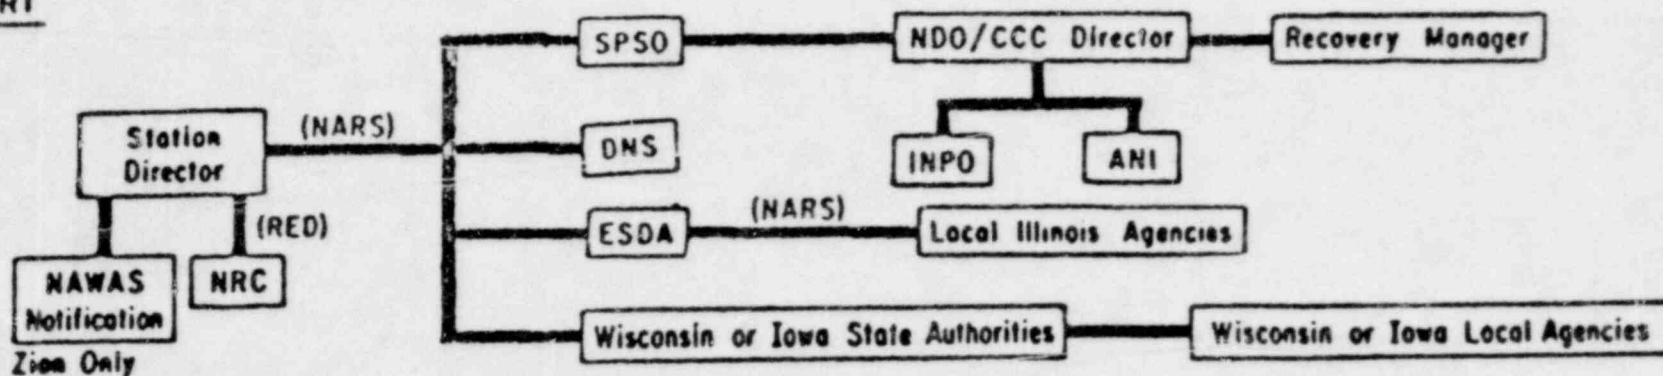 SPSO
NDO/CCC Director
Recovery Manager
Station
Director
(NARS)
DNS
INPO
ANI
(RED)
ESDA
(NARS)
Local Illinois Agencies
NAWAS
Notification
NRC
Zion Only
Wisconsin or Iowa State Authorities
Wisconsin or Iowa Local Agencies